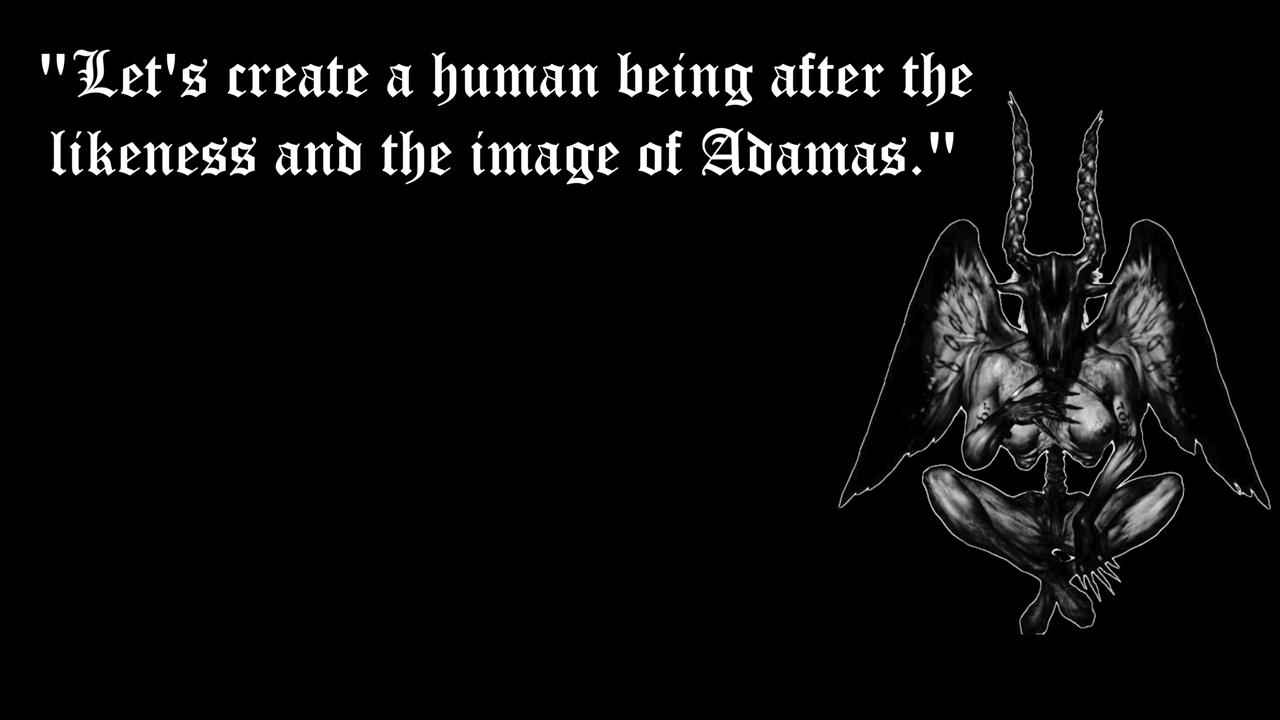 "Let's create a human being after the
likeness and the image of Adamas."